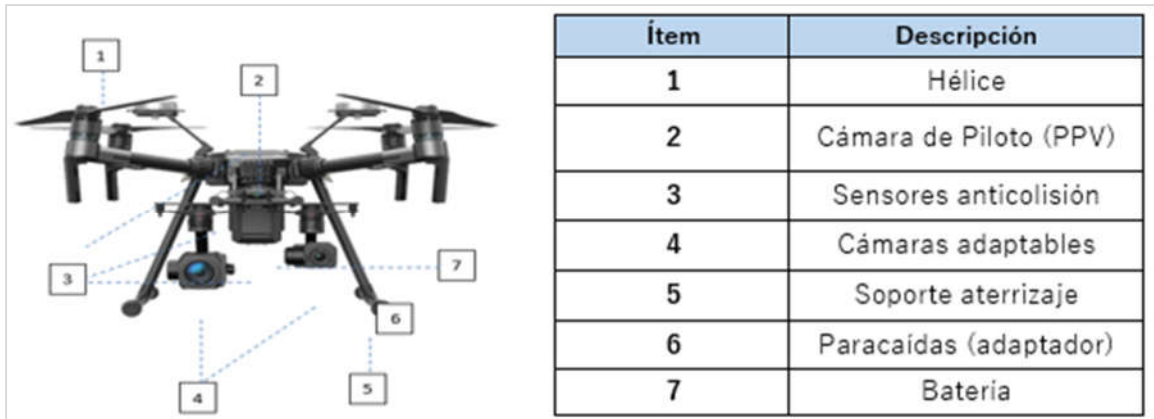 1
2
3
7
6
4
5
Ítem Descripción
1 Hélice
2 Cámara de Piloto (PPV)
3 Sensores anticolisión
4 Cámaras adaptables
5 Soporte aterrizaje
6 Paracaídas (adaptador)
7 Batería